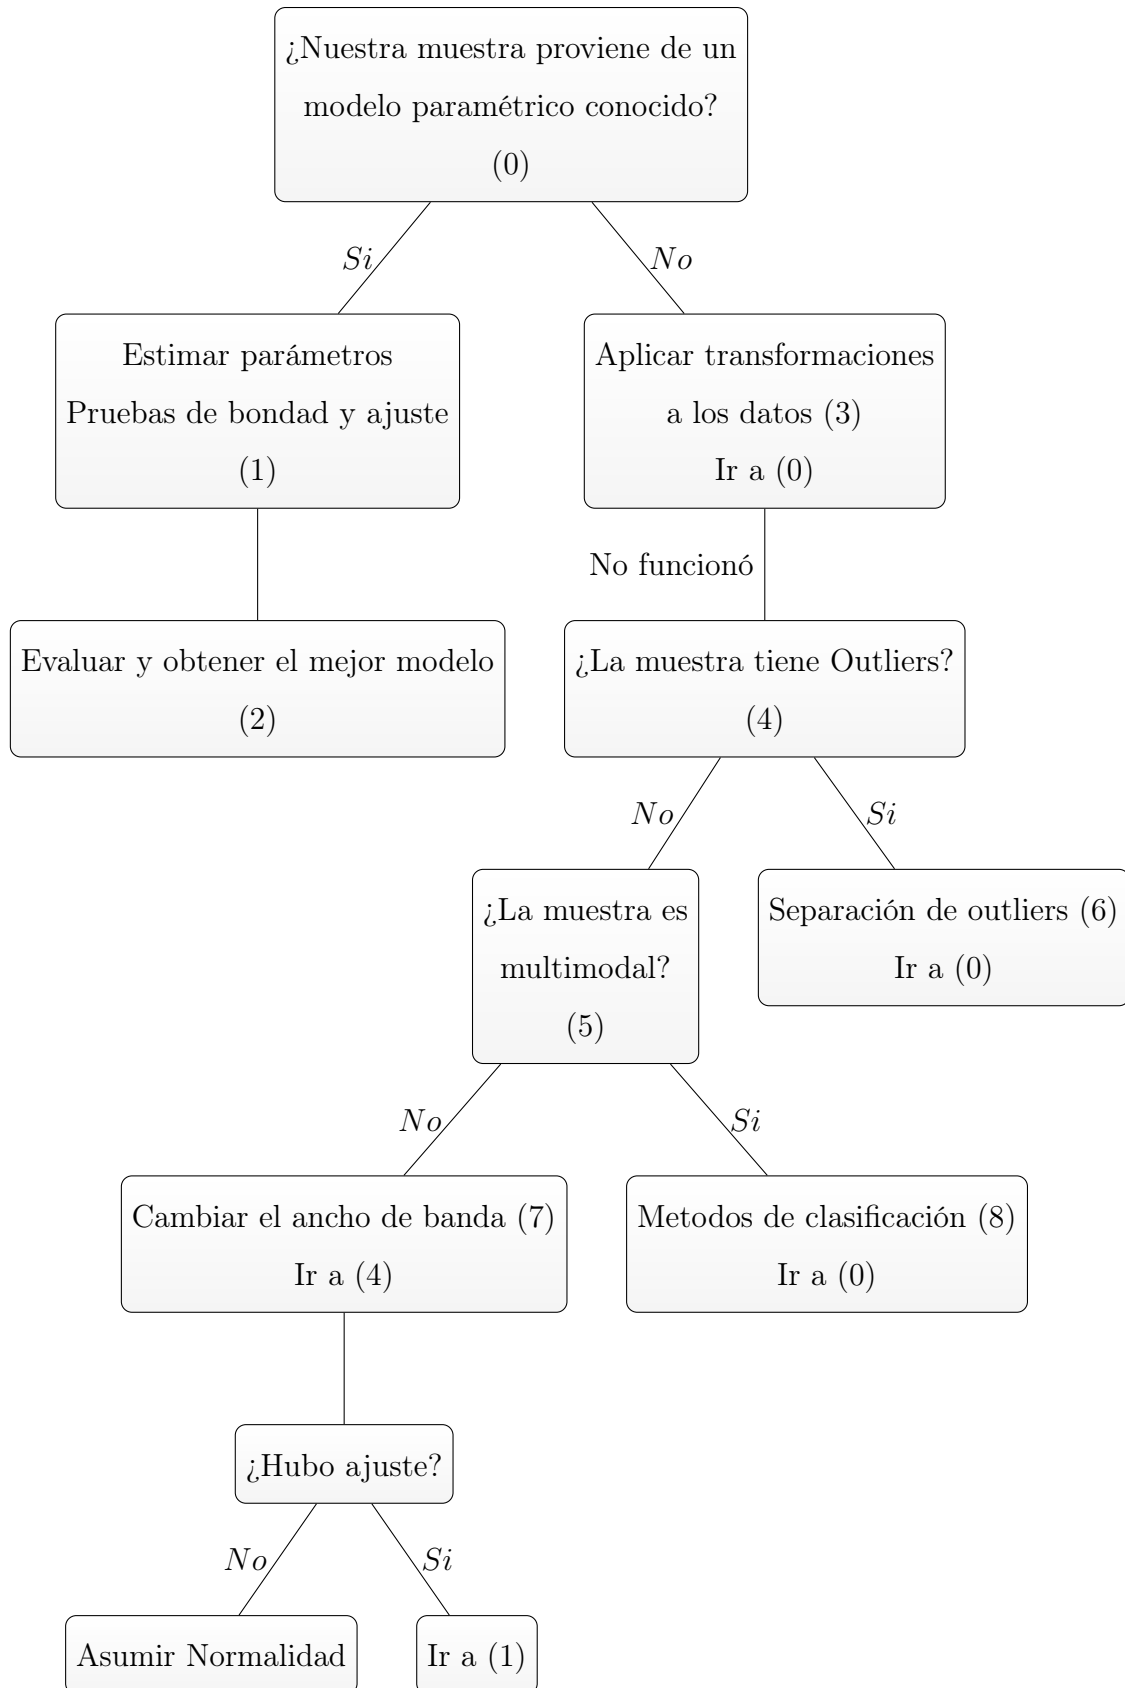 ¿Nuestra muestra proviene de un
modelo paramétrico conocido?
(0)
Si
No
Estimar parámetros
Pruebas de bondad y ajuste
(1)
Aplicar transformaciones
a los datos (3)
Ir a (0)
No funcionó
Evaluar y obtener el mejor modelo
(2)
¿La muestra tiene Outliers?
(4)
No
Si
¿La muestra es
multimodal?
(5)
Separación de outliers (6)
Ir a (0)
No
Si
Cambiar el ancho de banda (7)
Ir a (4)
Metodos de clasificación (8)
Ir a (0)
¿Hubo ajuste?
No
Si
Asumir Normalidad
Ir a (1)